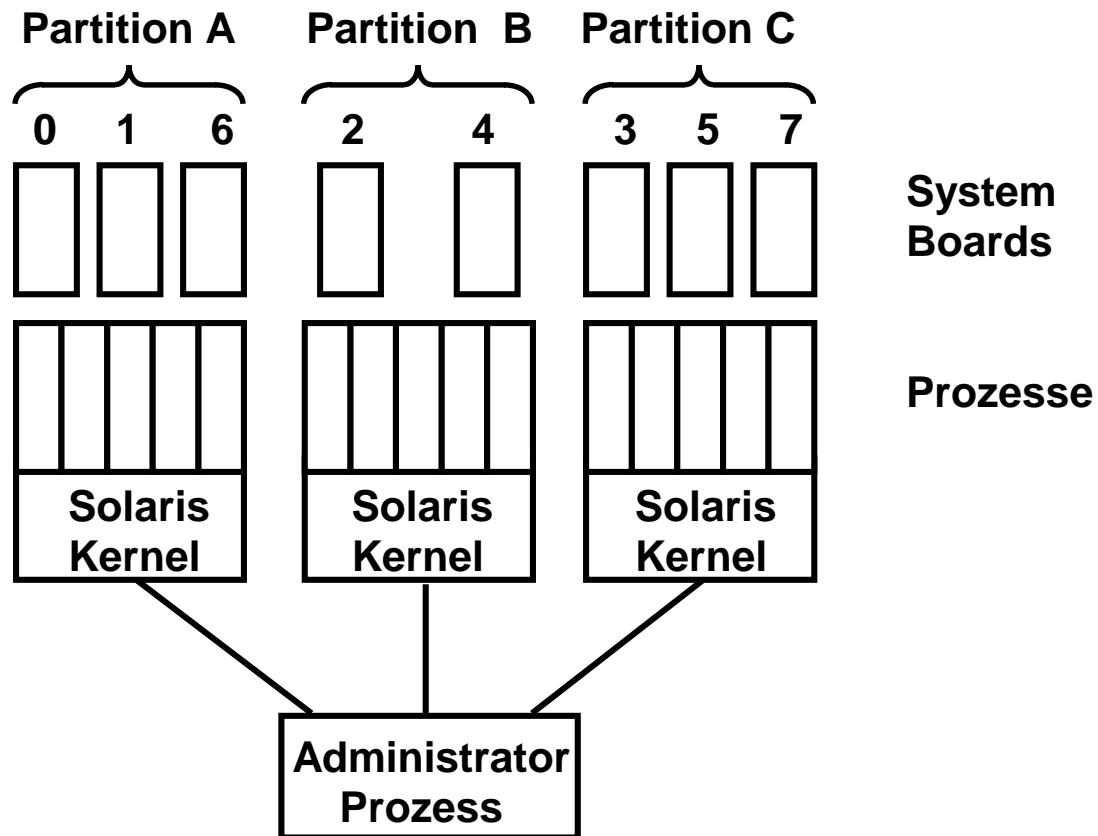 Partition A Partition B Partition C
0 1 6 2 4 3 5 7
System
Boards
Prozesse
Solaris Solaris Solaris
Kernel Kernel Kernel
Administrator
Prozess